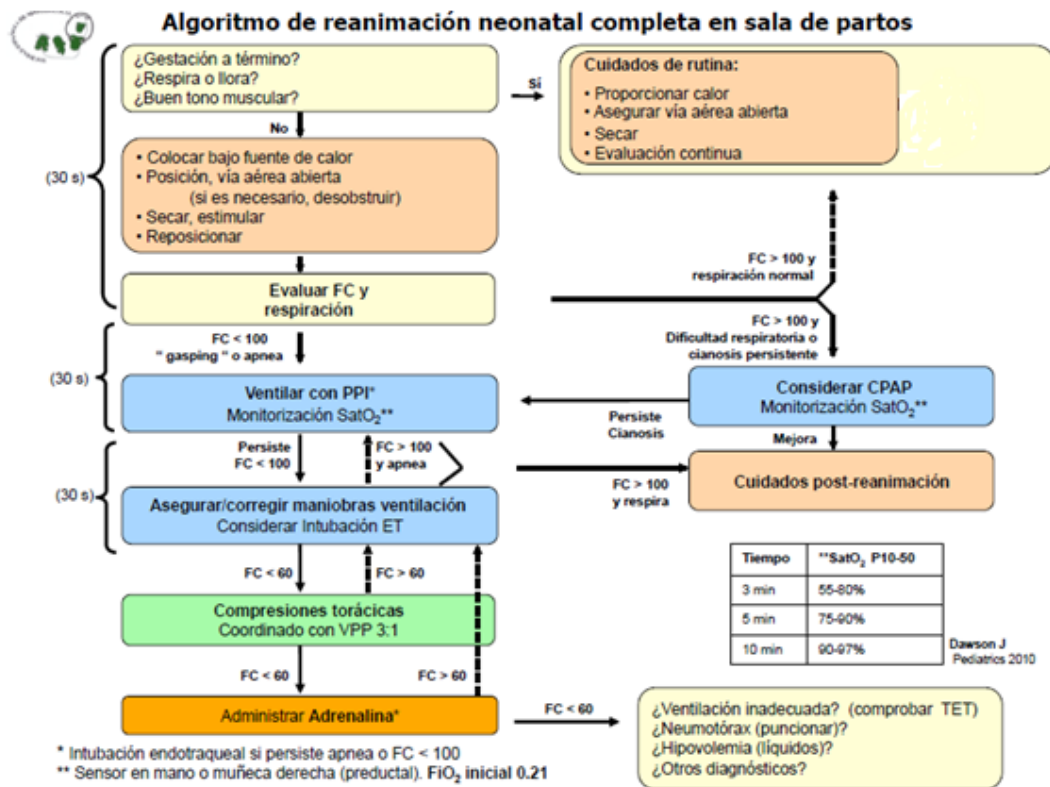 Algoritmo de reanimación neonatal completa en sala de partos
¿Gestación a término?
¿Respira o llora?
¿Buen tono muscular?
Sí
Cuidados de rutina:
• Proporcionar calor
• Asegurar vía aérea abierta
• Secar
• Evaluación continua
No
(30 s)
• Colocar bajo fuente de calor
• Posición, vía aérea abierta
(si es necesario, desobstruir)
• Secar, estimular
• Reposicionar
FC > 100 y
respiración normal
Evaluar FC y
respiración
FC > 100 y
Dificultad respiratoria o
cianosis persistente
FC < 100
" gasping " o apnea
(30 s)
Ventilar con PPI*
Monitorización SatO₂**
Considerar CPAP
Monitorización SatO₂**
Persiste
Cianosis
Mejora
Persiste
FC < 100
FC > 100
y apnea
FC > 100
y respira
Cuidados post-reanimación
(30 s)
Asegurar/corregir maniobras ventilación
Considerar Intubación ET
FC < 60
FC > 60
Compresiones torácicas
Coordinado con VPP 3:1
Tiempo **SatO₂ P10-50
3 min 55-80%
5 min 75-90%
10 min 90-97%
Dawson J
Pediatrics 2010
FC < 60
FC > 60
Administrar Adrenalina*
FC < 60
¿Ventilación inadecuada? (comprobar TET)
¿Neumotórax (puncionar)?
¿Hipovolemia (líquidos)?
¿Otros diagnósticos?
* Intubación endotraqueal si persiste apnea o FC < 100
** Sensor en mano o muñeca derecha (preductal). FiO₂ inicial 0.21